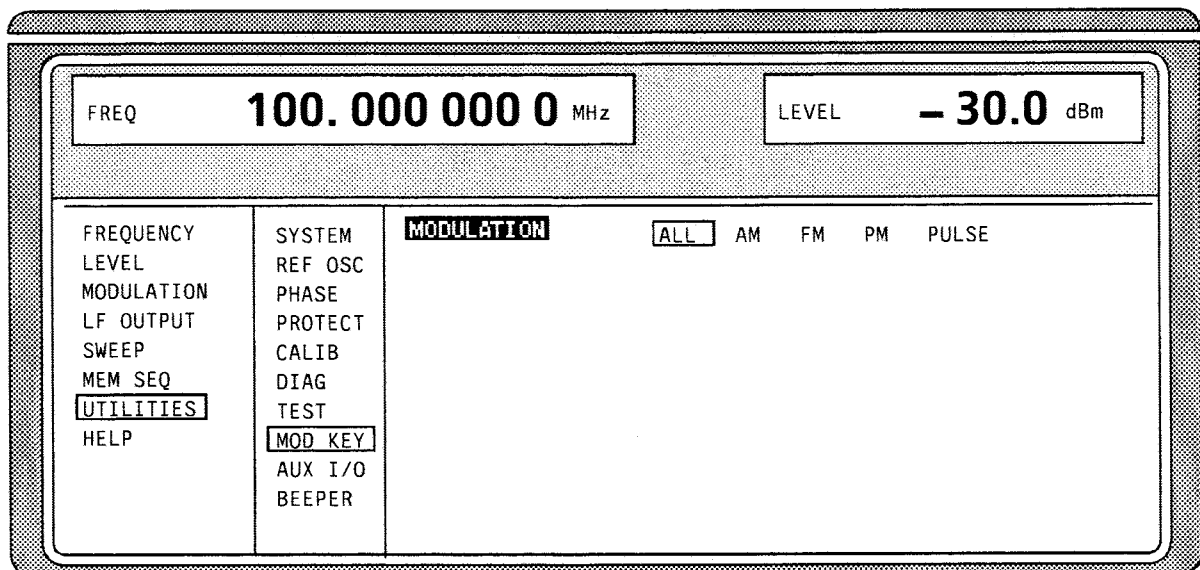 FREQ 100. 000 000 0 MHz
LEVEL – 30.0 dBm
FREQUENCY
LEVEL
MODULATION
LF OUTPUT
SWEEP
MEM SEQ
UTILITIES
HELP
SYSTEM
REF OSC
PHASE
PROTECT
CALIB
DIAG
TEST
MOD KEY
AUX I/O
BEEPER
MODULATION ALL AM FM PM PULSE